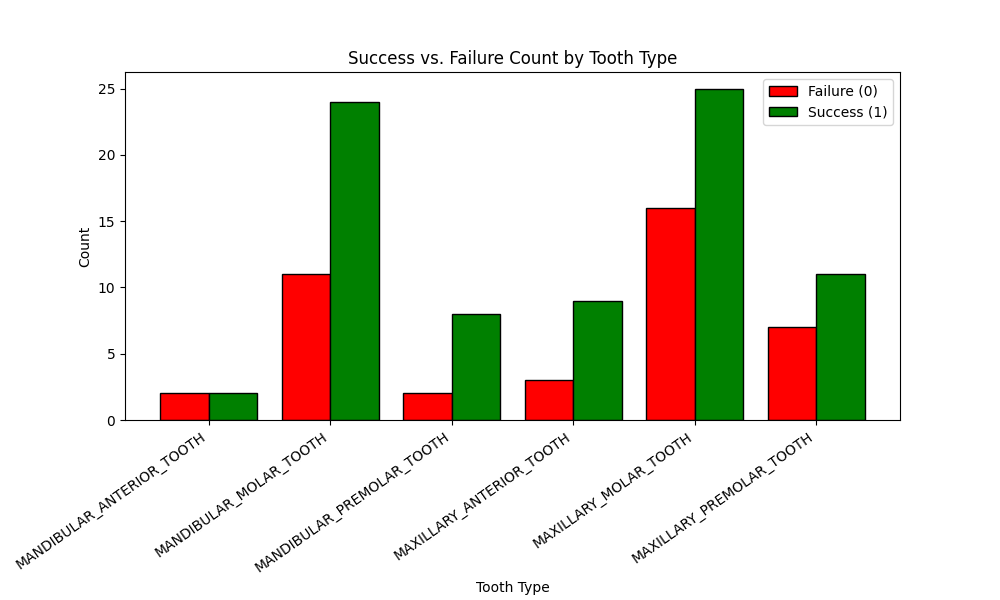 Success vs. Failure Count by Tooth Type
Failure (0)
Success (1)
25
20
15
10
5
0
Count
MANDIBULAR_ANTERIOR_TOOTH
MANDIBULAR_MOLAR_TOOTH
MANDIBULAR_PREMOLAR_TOOTH
MAXILLARY_ANTERIOR_TOOTH
MAXILLARY_MOLAR_TOOTH
MAXILLARY_PREMOLAR_TOOTH
Tooth Type